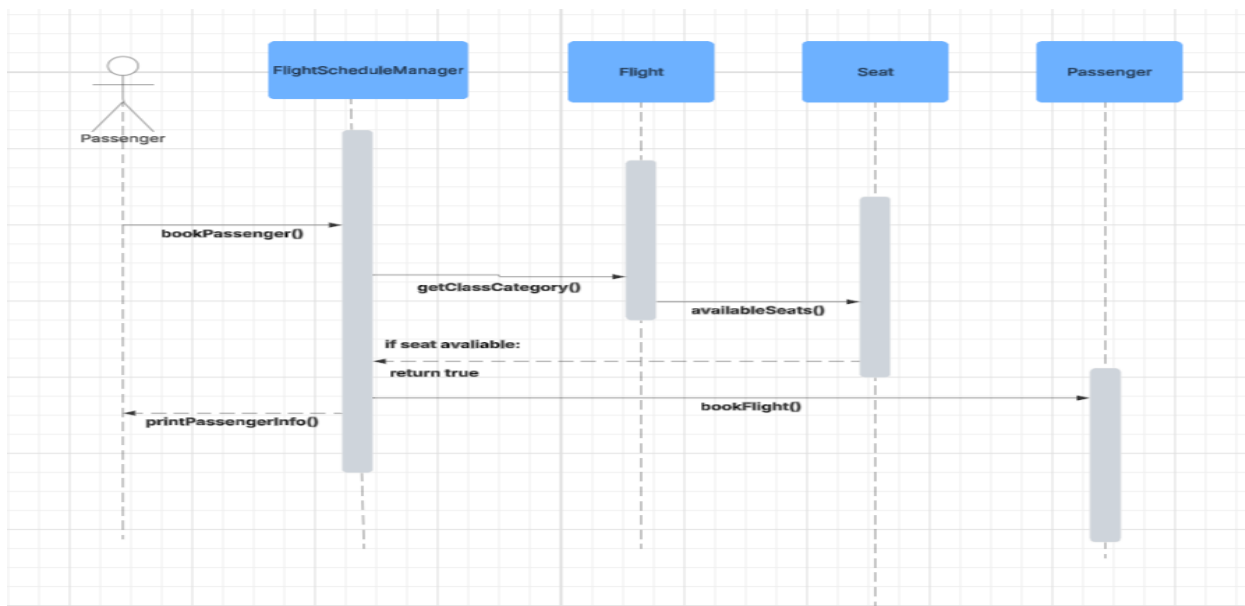 FlightScheduleManager
Flight
Seat
Passenger
Passenger
bookPassenger()
getClassCategory()
availableSeats()
if seat avaliable:
return true
bookFlight()
printPassengerInfo()